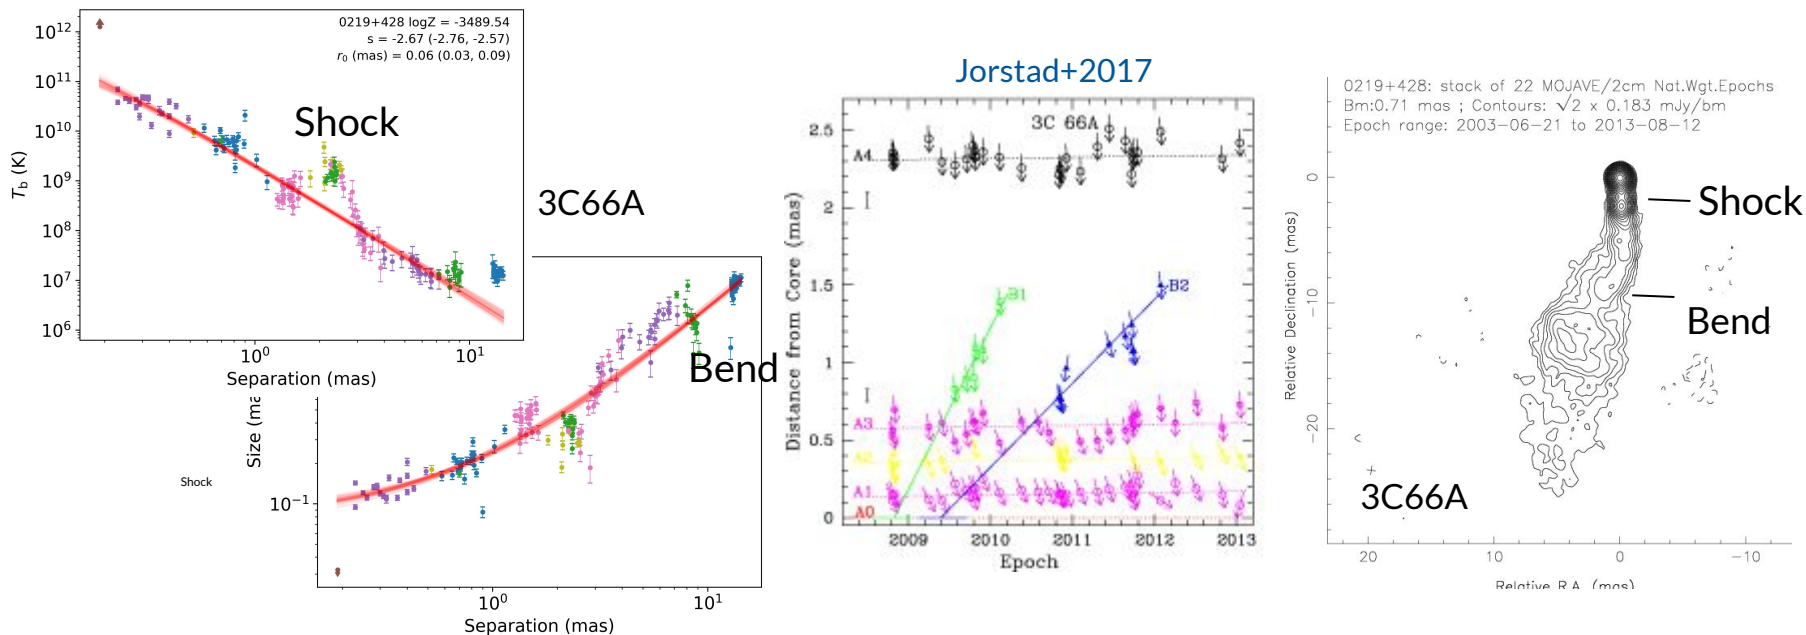 0219+428 logZ = -3489.54
s = -2.67 (-2.76, -2.57)
r₀ (mas) = 0.06 (0.03, 0.09)
10¹²
10¹¹
10¹⁰
10⁹
10⁸
10⁷
10⁶
T_b (K)
Shock
10⁰ 10¹
Separation (mas)
3C66A
Size (ma
10⁻¹
Shock
Bend
10⁰ 10¹
Separation (mas)
Jorstad+2017
3C 66A
2.5
2
1.5
1
0.5
0
Distance from Core (mas)
A4
B1
B2
A3
A2
A1
A0
2009 2010 2011 2012 2013
Epoch
0219+428: stack of 22 MOJAVE/2cm Nat.Wgt.Epochs
Bm:0.71 mas ; Contours: √2 x 0.183 mJy/bm
Epoch range: 2003-06-21 to 2013-08-12
0
-10
-20
Relative Declination (mas)
Shock
Bend
3C66A
20 10 0 -10
Relative R.A. (mas)